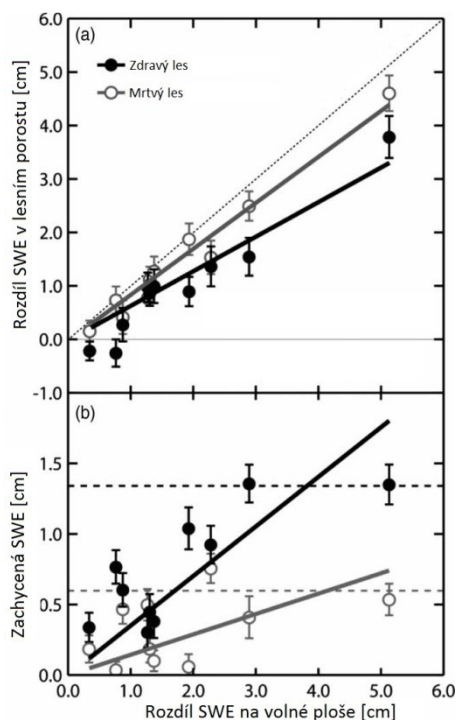 6.0
(a)
5.0
Zdravý les
Mrtvý les
4.0
3.0
2.0
1.0
0.0
-1.0
Rozdíl SWE v lesním porostu [cm]
(b)
1.5
1.0
0.5
0.0
Zachycená SWE [cm]
0.0 1.0 2.0 3.0 4.0 5.0 6.0
Rozdíl SWE na volné ploše [cm]